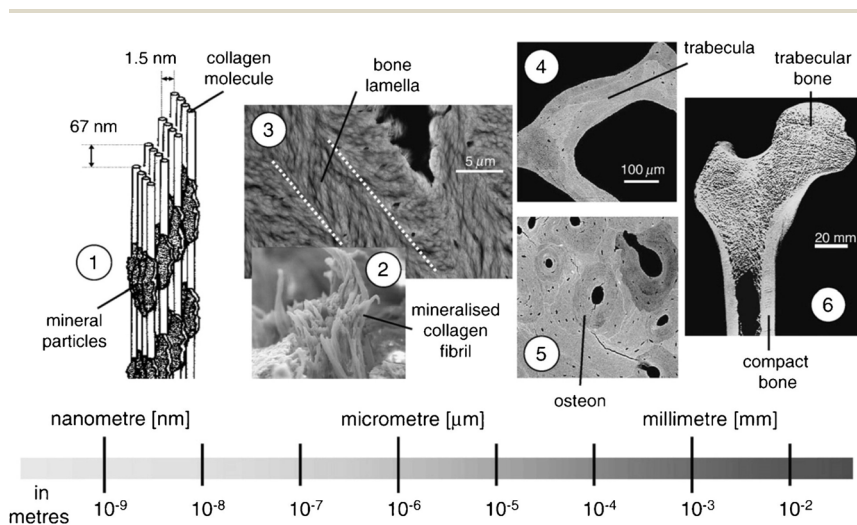 1.5 nm
collagen
molecule
67 nm
1
mineral
particles
bone
lamella
3
5 µm
2
mineralised
collagen
fibril
4
trabecula
100 µm
5
osteon
trabecular
bone
20 mm
6
compact
bone
nanometre [nm]
micrometre [µm]
millimetre [mm]
in
metres
10-9
10-8
10-7
10-6
10-5
10-4
10-3
10-2